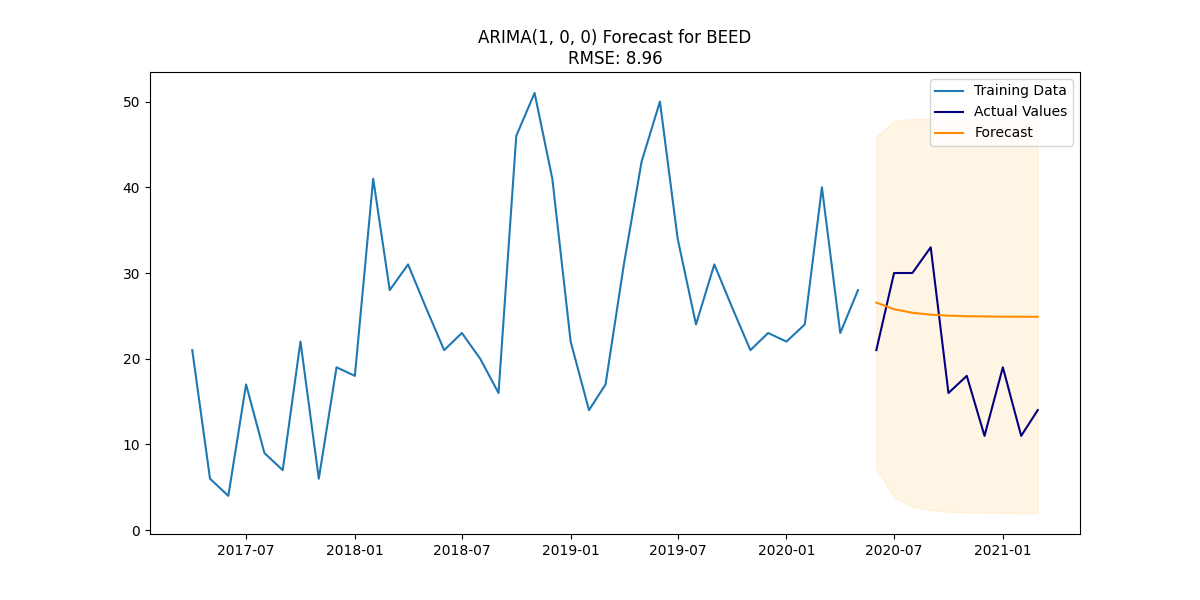 ARIMA(1, 0, 0) Forecast for BEED
RMSE: 8.96
Training Data
Actual Values
Forecast
50
40
30
20
10
0
2017-07 2018-01 2018-07 2019-01 2019-07 2020-01 2020-07 2021-01